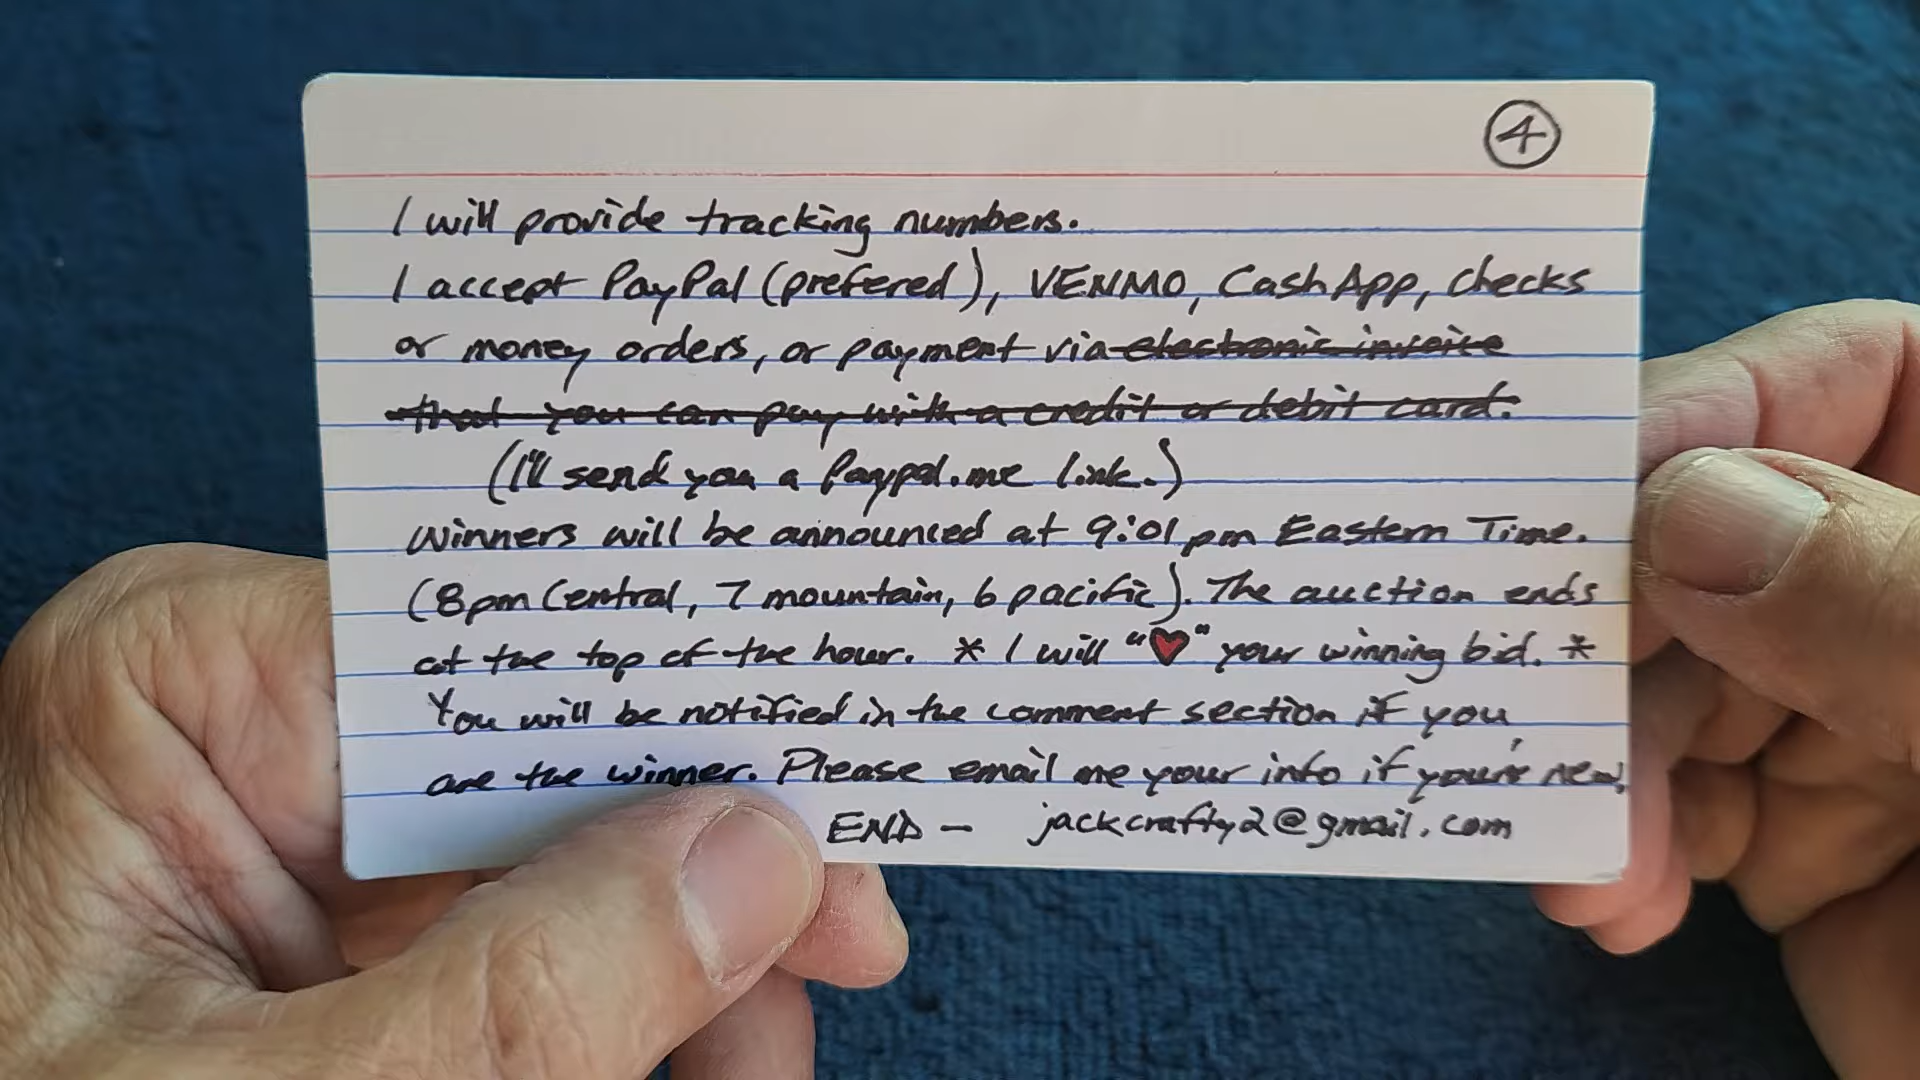 4
I will provide tracking numbers.
I accept PayPal (prefered), VENMO, CashApp, checks
or money orders, or payment via electronic invoice
that you can pay with a credit or debit card.
(I'll send you a Paypal.me link.)
Winners will be announced at 9:01 pm Eastern Time.
(8pm Central, 7 mountain, 6 pacific). The auction ends
at the top of the hour. * I will "❤" your winning bid. *
You will be notified in the comment section if you
are the winner. Please email me your info if you're new.
END - jackcrafty2@gmail.com